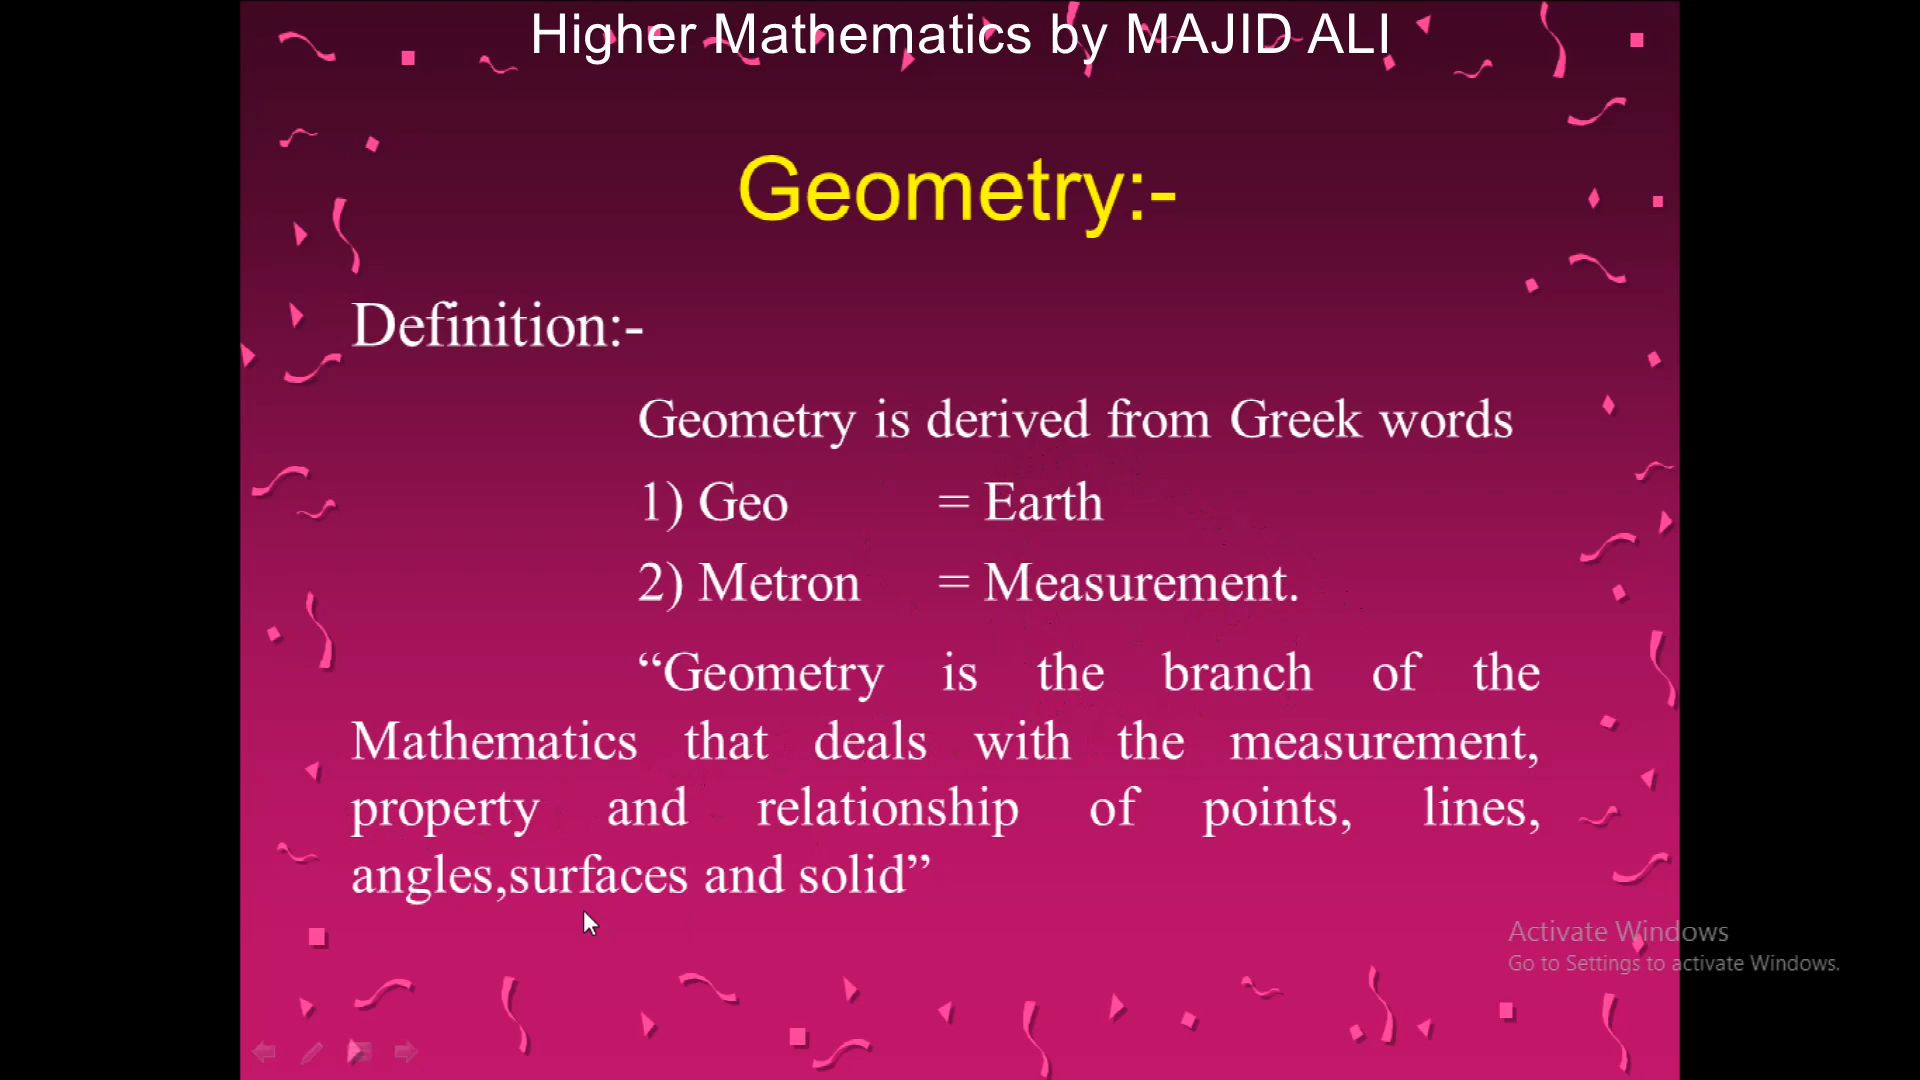 Higher Mathematics by MAJID ALI
Geometry:-
Definition:-
Geometry is derived from Greek words
1) Geo = Earth
2) Metron = Measurement.
“Geometry is the branch of the
Mathematics that deals with the measurement,
property and relationship of points, lines,
angles,surfaces and solid”
Activate Windows
Go to Settings to activate Windows.